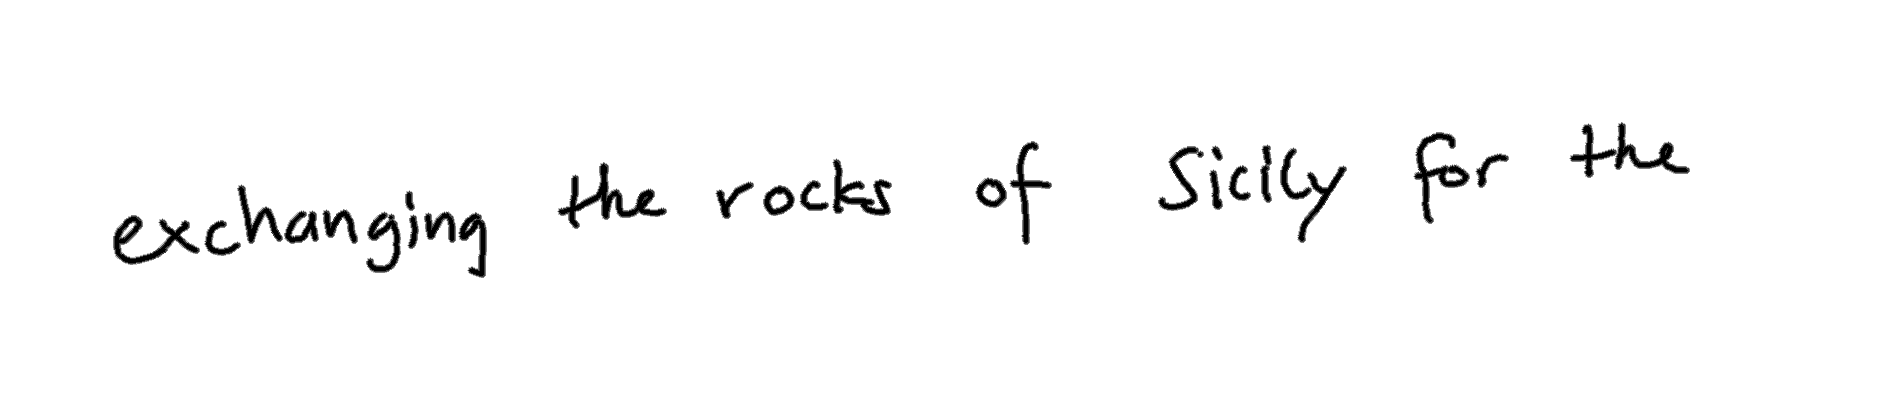 exchanging the rocks of Sicily for the